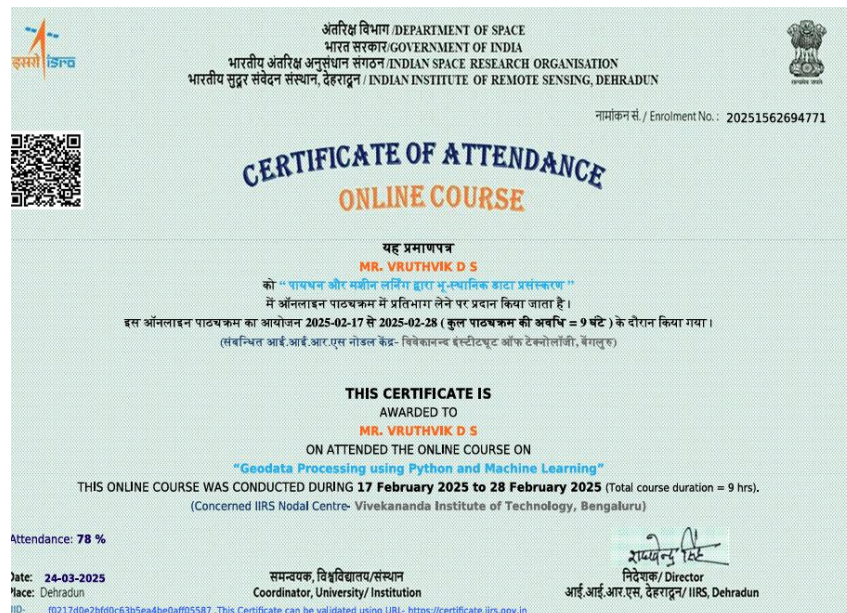 इसरो isro
अंतरिक्ष विभाग /DEPARTMENT OF SPACE
भारत सरकार/GOVERNMENT OF INDIA
भारतीय अंतरिक्ष अनुसंधान संगठन /INDIAN SPACE RESEARCH ORGANISATION
भारतीय सुदूर संवेदन संस्थान, देहरादून / INDIAN INSTITUTE OF REMOTE SENSING, DEHRADUN
सत्यमेव जयते
नामांकन सं./ Enrolment No.: 20251562694771
CERTIFICATE OF ATTENDANCE
ONLINE COURSE
यह प्रमाणपत्र
MR. VRUTHVIK D S
को “ पायथन और मशीन लर्निंग द्वारा भू-स्थानिक डाटा प्रसंस्करण ”
में ऑनलाइन पाठ्यक्रम में प्रतिभाग लेने पर प्रदान किया जाता है।
इस ऑनलाइन पाठ्यक्रम का आयोजन 2025-02-17 से 2025-02-28 ( कुल पाठ्यक्रम की अवधि = 9 घंटे ) के दौरान किया गया।
(संबन्धित आई.आई.आर.एस नोडल केंद्र- विवेकानन्द इंस्टीट्यूट ऑफ टेक्नोलॉजी, बेंगलुरु)
THIS CERTIFICATE IS
AWARDED TO
MR. VRUTHVIK D S
ON ATTENDED THE ONLINE COURSE ON
“Geodata Processing using Python and Machine Learning”
THIS ONLINE COURSE WAS CONDUCTED DURING 17 February 2025 to 28 February 2025 (Total course duration = 9 hrs).
(Concerned IIRS Nodal Centre- Vivekananda Institute of Technology, Bengaluru)
Attendance: 78 %
Date: 24-03-2025
Place: Dehradun
समन्वयक, विश्वविद्यालय/संस्थान
Coordinator, University/ Institution
निदेशक/ Director
आई.आई.आर.एस, देहरादून/ IIRS, Dehradun
This Certificate can be validated using URL- https://certificate.iirs.gov.in